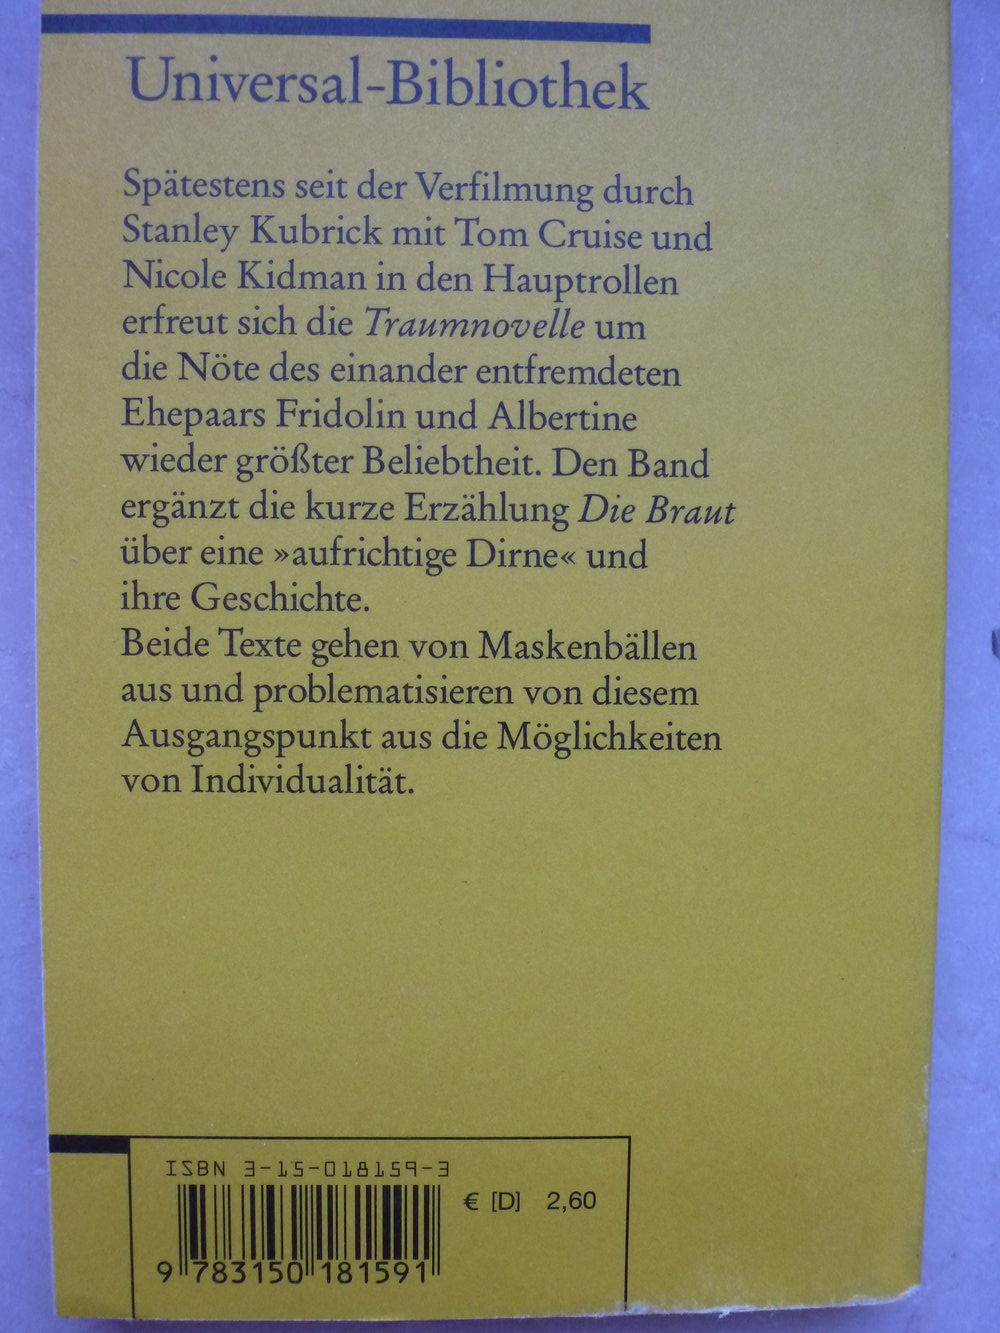 Universal-Bibliothek
Spätestens seit der Verfilmung durch
Stanley Kubrick mit Tom Cruise und
Nicole Kidman in den Hauptrollen
erfreut sich die Traumnovelle um
die Nöte des einander entfremdeten
Ehepaars Fridolin und Albertine
wieder größter Beliebtheit. Den Band
ergänzt die kurze Erzählung Die Braut
über eine »aufrichtige Dirne« und
ihre Geschichte.
Beide Texte gehen von Maskenbällen
aus und problematisieren von diesem
Ausgangspunkt aus die Möglichkeiten
von Individualität.
ISBN 3-15-018159-3
€ [D] 2,60
9 783150 181591